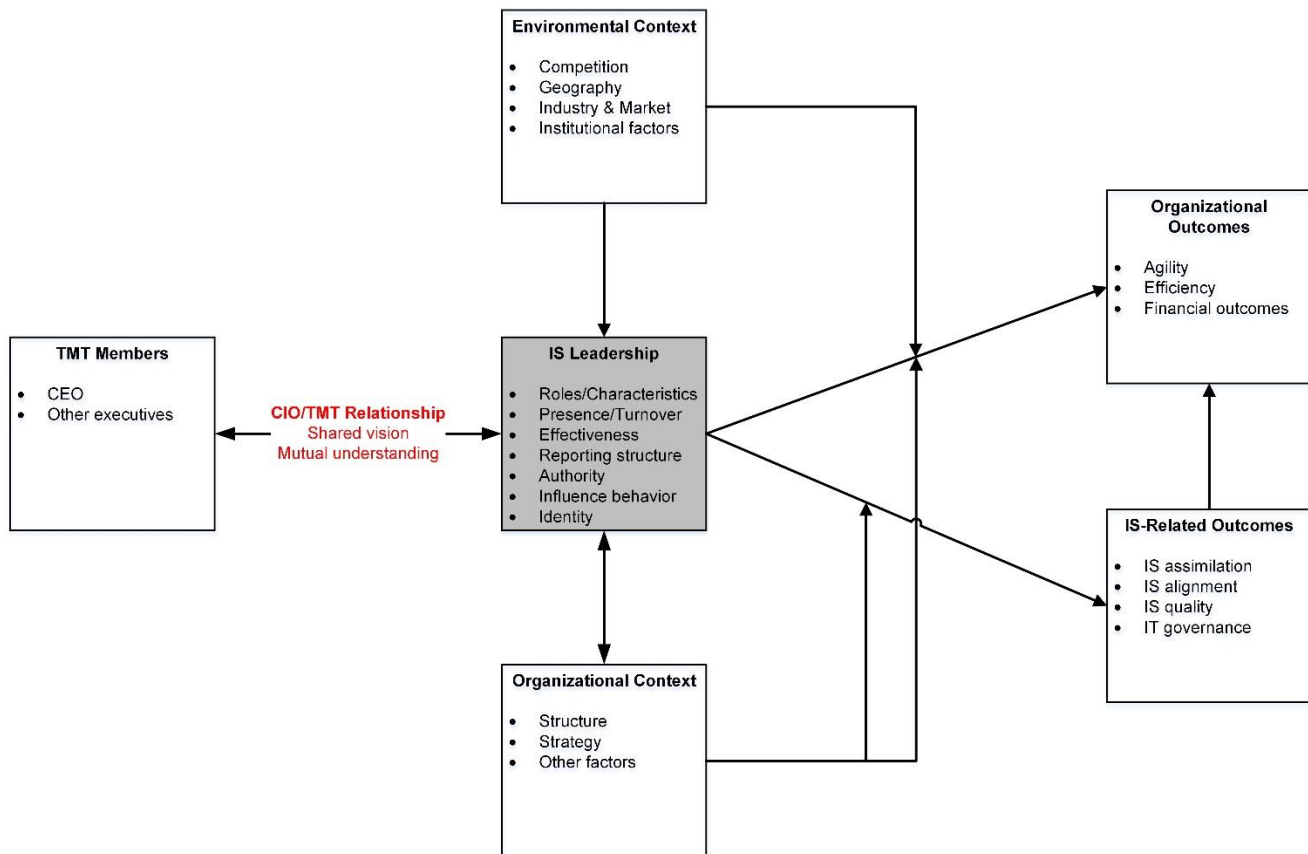 Environmental Context
• Competition
• Geography
• Industry & Market
• Institutional factors
Organizational
Outcomes
• Agility
• Efficiency
• Financial outcomes
TMT Members
• CEO
• Other executives
CIO/TMT Relationship
Shared vision
Mutual understanding
IS Leadership
• Roles/Characteristics
• Presence/Turnover
• Effectiveness
• Reporting structure
• Authority
• Influence behavior
• Identity
IS-Related Outcomes
• IS assimilation
• IS alignment
• IS quality
• IT governance
Organizational Context
• Structure
• Strategy
• Other factors